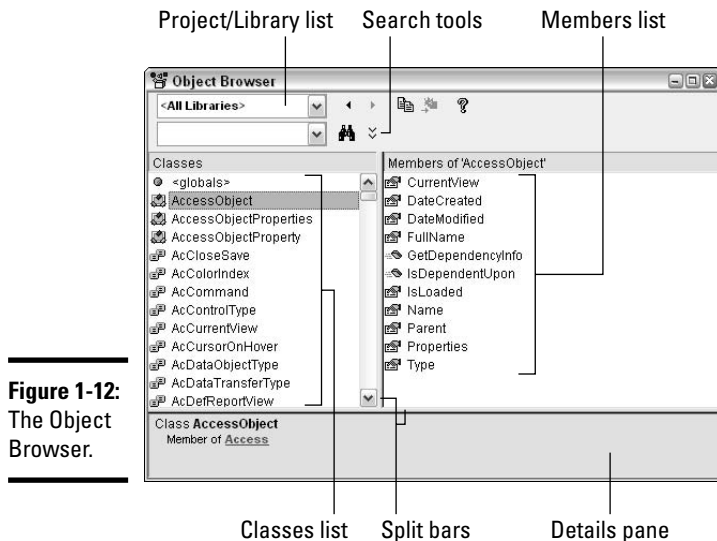 Project/Library list Search tools Members list
Object Browser
<All Libraries>
Classes
<globals>
AccessObject
AccessObjectProperties
AccessObjectProperty
AcCloseSave
AcColorIndex
AcCommand
AcControlType
AcCurrentView
AcCursorOnHover
AcDataObjectType
AcDataTransferType
AcDefReportView
Members of 'AccessObject'
CurrentView
DateCreated
DateModified
FullName
GetDependencyInfo
IsDependentUpon
IsLoaded
Name
Parent
Properties
Type
Class AccessObject
Member of Access
Figure 1-12:
The Object
Browser.
Classes list Split bars Details pane